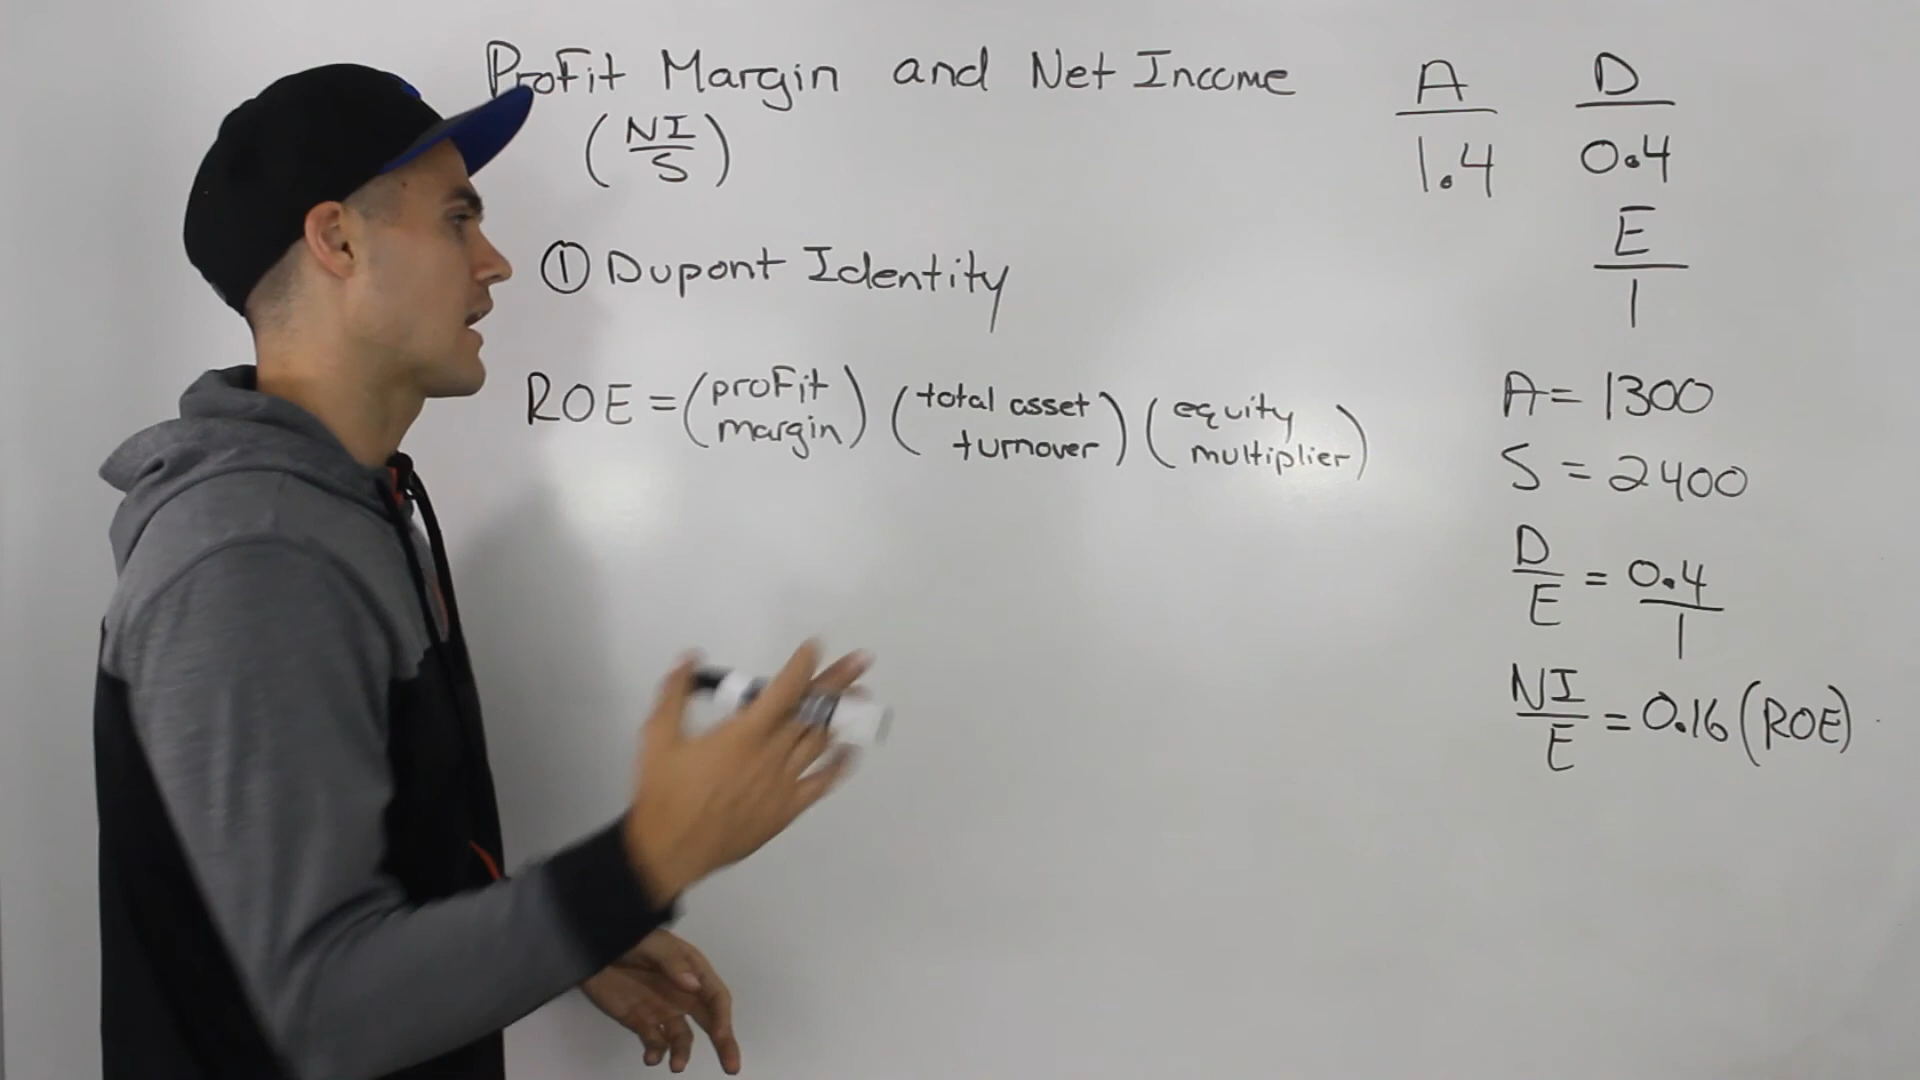 Profit Margin and Net Income
(NI/S)
① Dupont Identity
ROE = (profit margin) (total asset turnover) (equity multiplier)
A D
1.4 0.4
E
1
A = 1300
S = 2400
D/E = 0.4/1
NI/E = 0.16 (ROE)